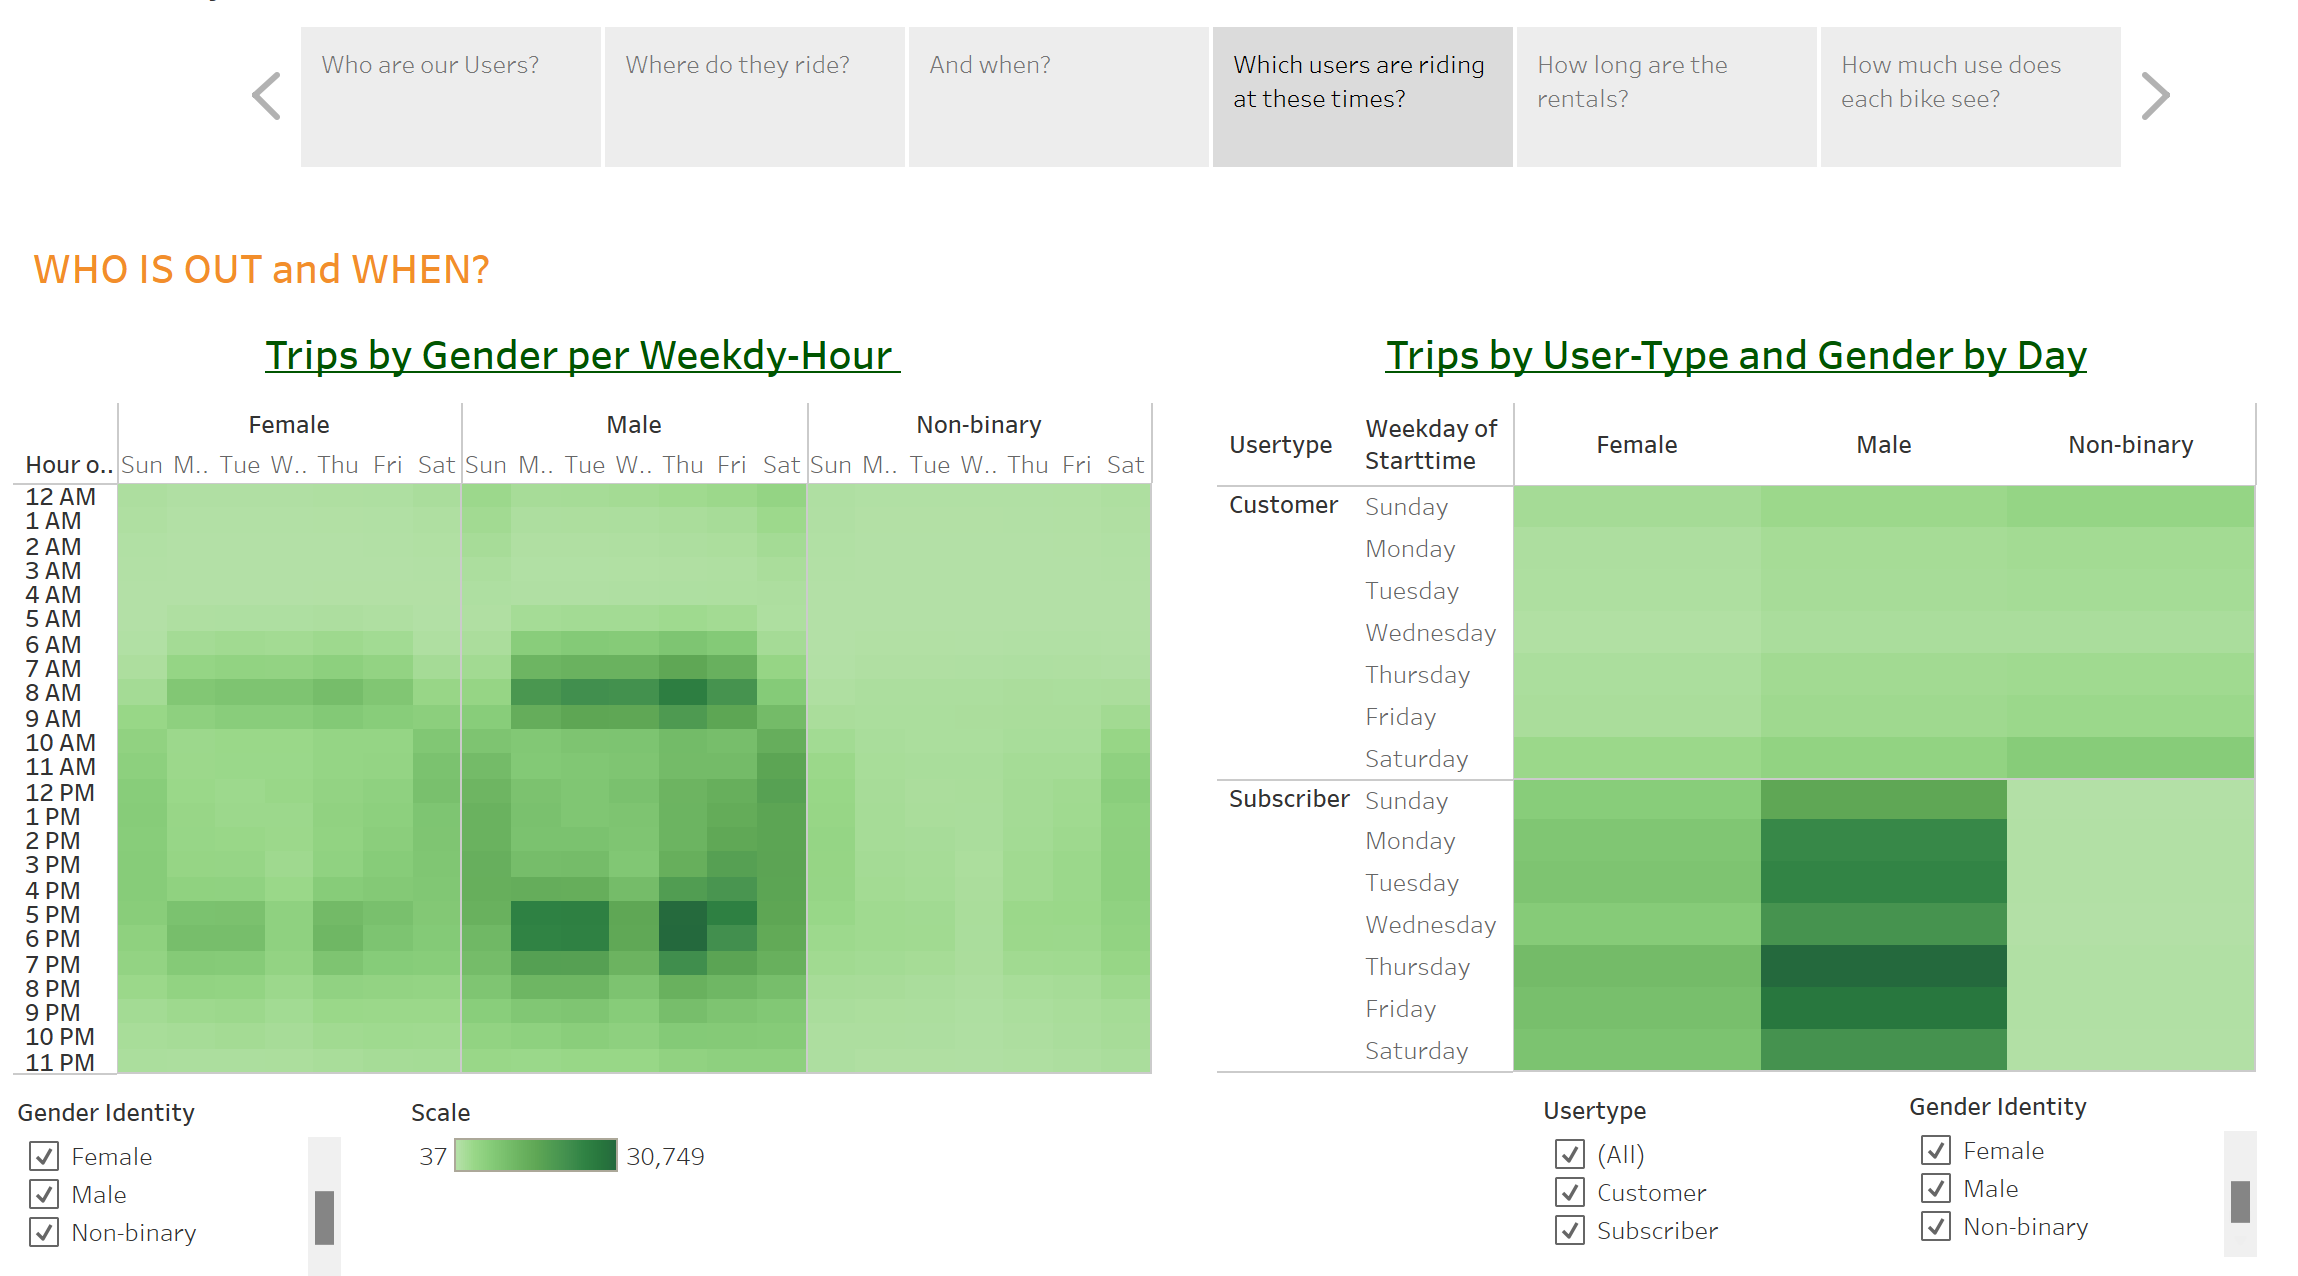 Who are our Users?
Where do they ride?
And when?
Which users are riding
at these times?
How long are the
rentals?
How much use does
each bike see?
WHO IS OUT and WHEN?
Trips by Gender per Weekdy-Hour
Female Male Non-binary
Hour o.. Sun M.. Tue W.. Thu Fri Sat Sun M.. Tue W.. Thu Fri Sat Sun M.. Tue W.. Thu Fri Sat
12 AM
1 AM
2 AM
3 AM
4 AM
5 AM
6 AM
7 AM
8 AM
9 AM
10 AM
11 AM
12 PM
1 PM
2 PM
3 PM
4 PM
5 PM
6 PM
7 PM
8 PM
9 PM
10 PM
11 PM
Gender Identity
Female
Male
Non-binary
Scale
37 30,749
Trips by User-Type and Gender by Day
Usertype
Weekday of
Starttime
Female Male Non-binary
Customer Sunday
Monday
Tuesday
Wednesday
Thursday
Friday
Saturday
Subscriber Sunday
Monday
Tuesday
Wednesday
Thursday
Friday
Saturday
Usertype
(All)
Customer
Subscriber
Gender Identity
Female
Male
Non-binary